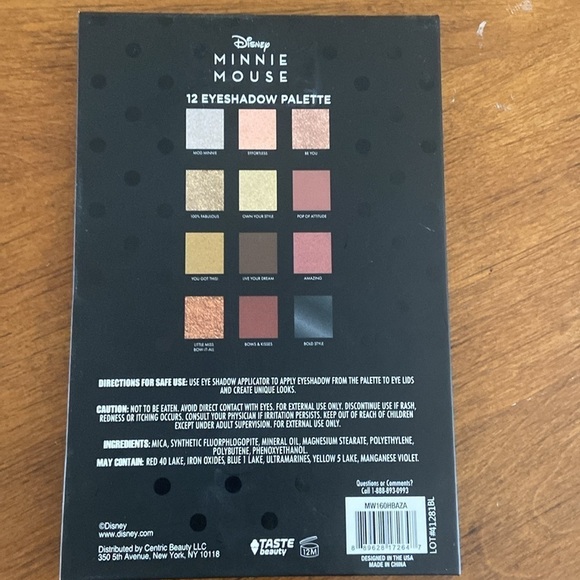 Disney
MINNIE
MOUSE
12 EYESHADOW PALETTE
MOD MINNIE EFFORTLESS BE YOU
100% FABULOUS OWN YOUR STYLE POP OF ATTITUDE
YOU GOT THIS! LIVE YOUR DREAM AMAZING
LITTLE MISS BOWS & KISSES BOLD STYLE
BOW-IT-ALL
DIRECTIONS FOR SAFE USE: USE EYE SHADOW APPLICATOR TO APPLY EYESHADOW FROM THE PALETTE TO EYE LIDS
AND CREATE UNIQUE LOOKS.
CAUTION: NOT TO BE EATEN. AVOID DIRECT CONTACT WITH EYES. FOR EXTERNAL USE ONLY. DISCONTINUE USE IF RASH,
REDNESS OR ITCHING OCCURS. CONSULT YOUR PHYSICIAN IF IRRITATION PERSISTS. KEEP OUT OF REACH OF CHILDREN
EXCEPT UNDER ADULT SUPERVISION. FOR EXTERNAL USE ONLY.
INGREDIENTS: MICA, SYNTHETIC FLUORPHLOGOPITE, MINERAL OIL, MAGNESIUM STEARATE, POLYETHYLENE,
POLYBUTENE, PHENOXYETHANOL.
MAY CONTAIN: RED 40 LAKE, IRON OXIDES, BLUE 1 LAKE, ULTRAMARINES, YELLOW 5 LAKE, MANGANESE VIOLET.
Questions or Comments?
Call 1-888-893-0993
MW160HBAZA
LOT#41281BL
©Disney
www.disney.com
Distributed by Centric Beauty LLC
350 5th Avenue, New York, NY 10118
TASTE
beauty
12M
8 89628 17264 7
DESIGNED IN THE USA
MADE IN CHINA